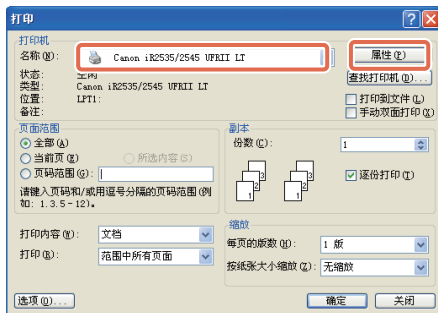 打印
打印机
名称(N):
Canon iR2535/2545 UFRII LT
属性(P)
状态:
空闲
查找打印机(D)...
类型:
Canon iR2535/2545 UFRII LT
位置:
LPT1:
打印到文件(L)
备注:
手动双面打印(X)
页面范围
全部(A)
当前页(E)
所选内容(S)
页码范围(G):
请键入页码和/或用逗号分隔的页码范围(例
如: 1.3.5-12)。
副本
份数(C):
1
逐份打印(T)
打印内容(W):
文档
打印(R):
范围中所有页面
缩放
每页的版数(H):
1 版
按纸张大小缩放(Z):
无缩放
选项(O)...
确定
关闭